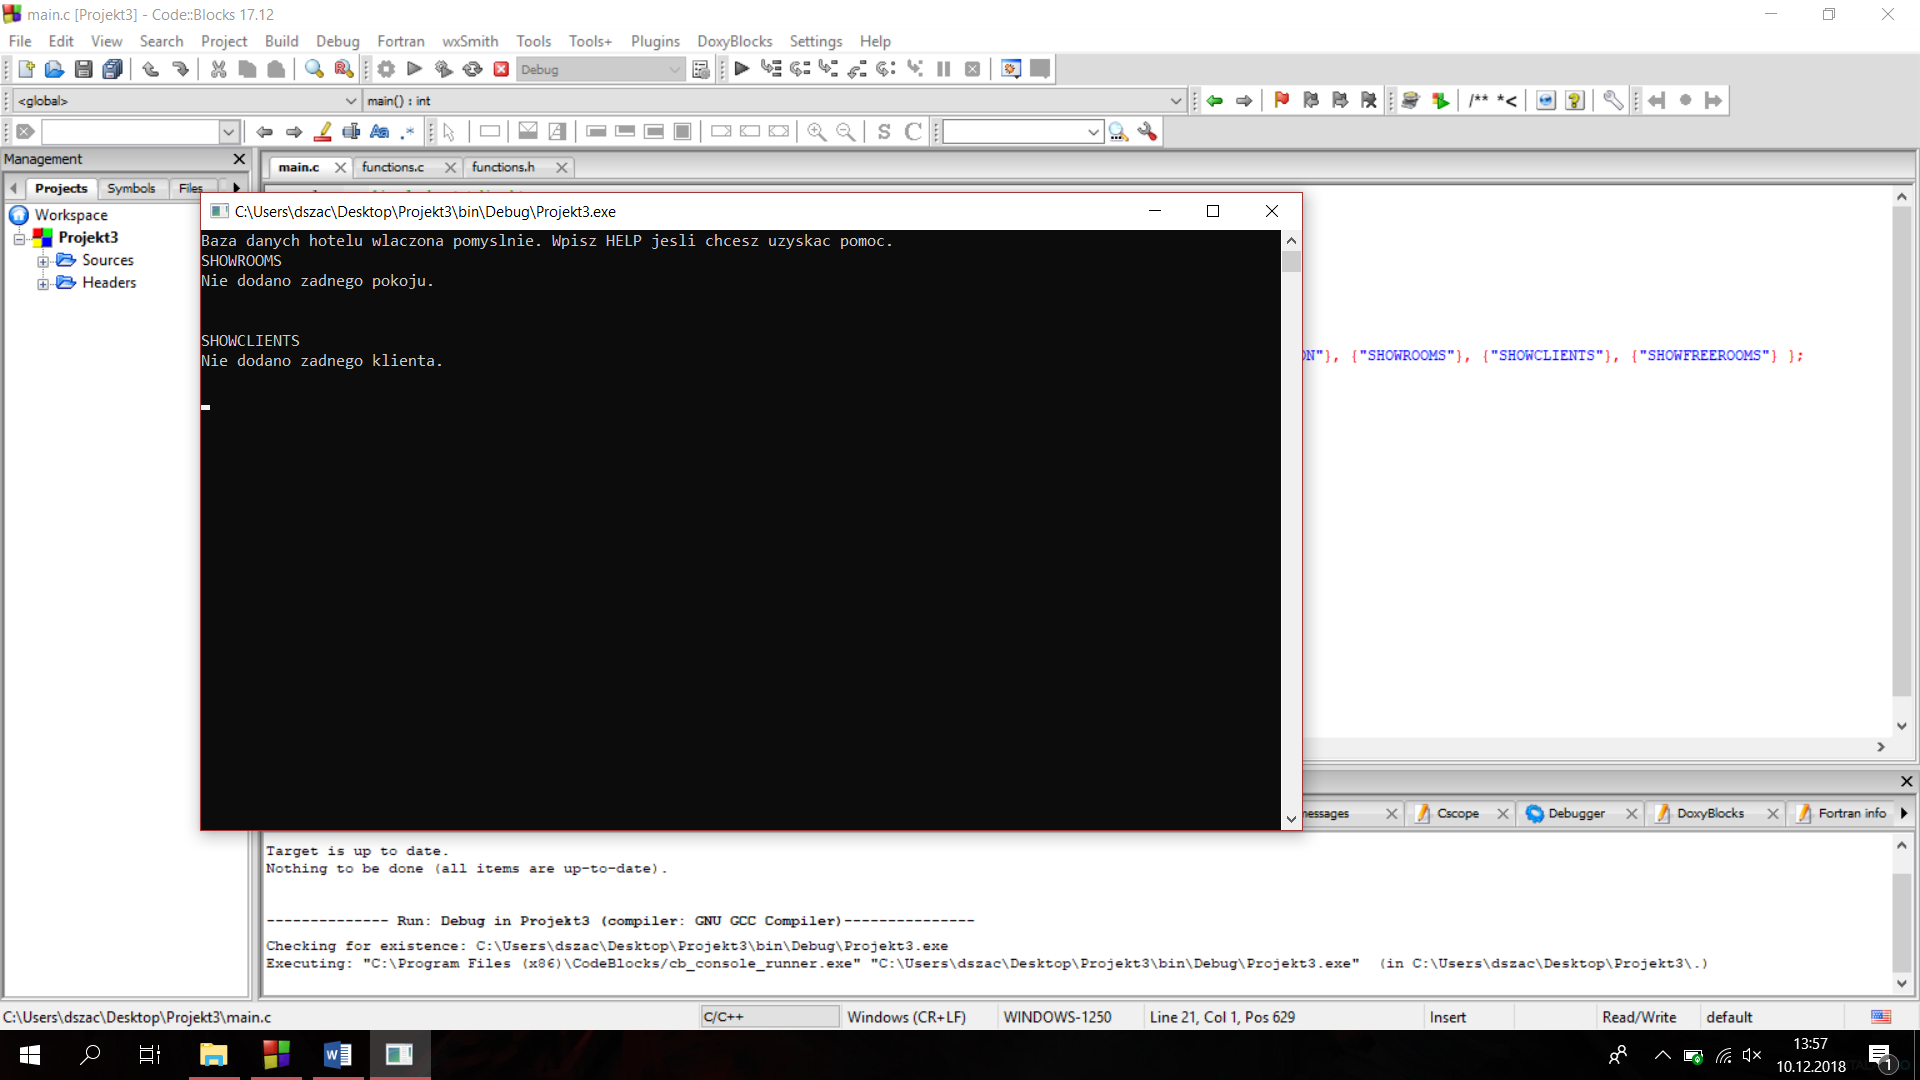 main.c [Projekt3] - Code::Blocks 17.12
File Edit View Search Project Build Debug Fortran wxSmith Tools Tools+ Plugins DoxyBlocks Settings Help
Debug
<global> main() : int
/** *<
S C
Management
main.c functions.c functions.h
Projects Symbols Files
Workspace
Projekt3
Sources
Headers
C:\Users\dszac\Desktop\Projekt3\bin\Debug\Projekt3.exe
Baza danych hotelu wlaczona pomyslnie. Wpisz HELP jesli chcesz uzyskac pomoc.
SHOWROOMS
Nie dodano zadnego pokoju.
SHOWCLIENTS
Nie dodano zadnego klienta.
ON"}, {"SHOWROOMS"}, {"SHOWCLIENTS"}, {"SHOWFREEROOMS"} };
messages Cscope Debugger DoxyBlocks Fortran info
Target is up to date.
Nothing to be done (all items are up-to-date).
-------------- Run: Debug in Projekt3 (compiler: GNU GCC Compiler)---------------
Checking for existence: C:\Users\dszac\Desktop\Projekt3\bin\Debug\Projekt3.exe
Executing: "C:\Program Files (x86)\CodeBlocks/cb_console_runner.exe" "C:\Users\dszac\Desktop\Projekt3\bin\Debug\Projekt3.exe"  (in C:\Users\dszac\Desktop\Projekt3\.)
C:\Users\dszac\Desktop\Projekt3\main.c C/C++ Windows (CR+LF) WINDOWS-1250 Line 21, Col 1, Pos 629 Insert Read/Write default
13:57
10.12.2018
1